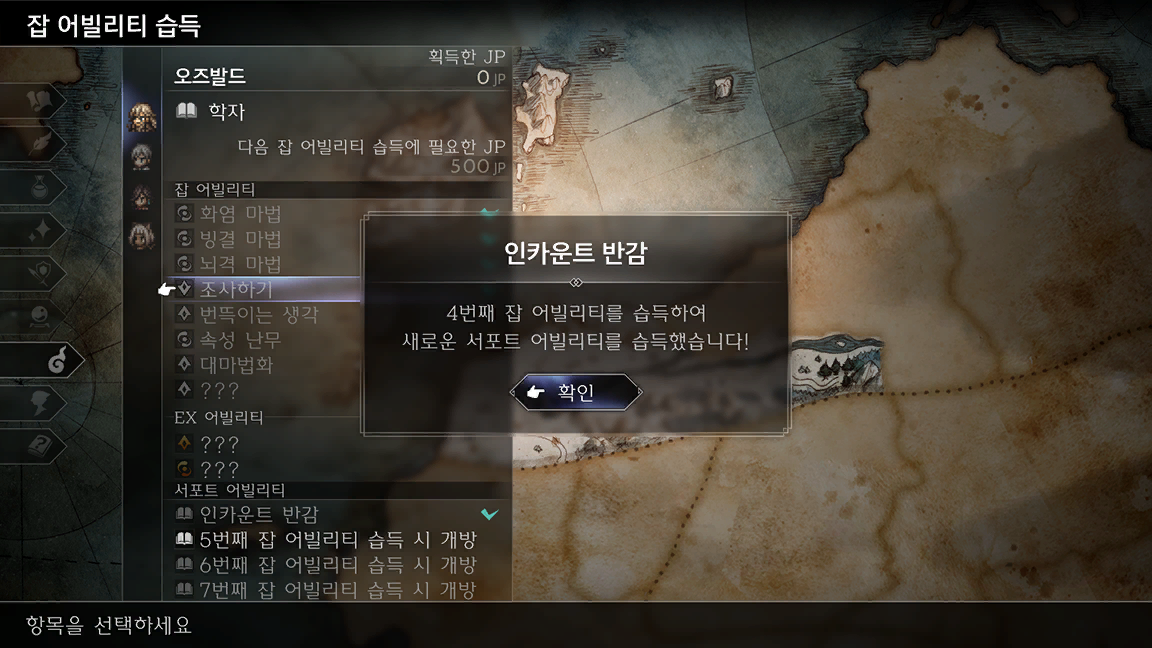 잡 어빌리티 습득
획득한 JP
오즈발드
0 JP
학자
다음 잡 어빌리티 습득에 필요한 JP
500 JP
잡 어빌리티
화염 마법
빙결 마법
뇌격 마법
조사하기
번뜩이는 생각
속성 난무
대마법화
???
EX 어빌리티
???
???
서포트 어빌리티
인카운트 반감
5번째 잡 어빌리티 습득 시 개방
6번째 잡 어빌리티 습득 시 개방
7번째 잡 어빌리티 습득 시 개방
인카운트 반감
4번째 잡 어빌리티를 습득하여
새로운 서포트 어빌리티를 습득했습니다!
확인
항목을 선택하세요